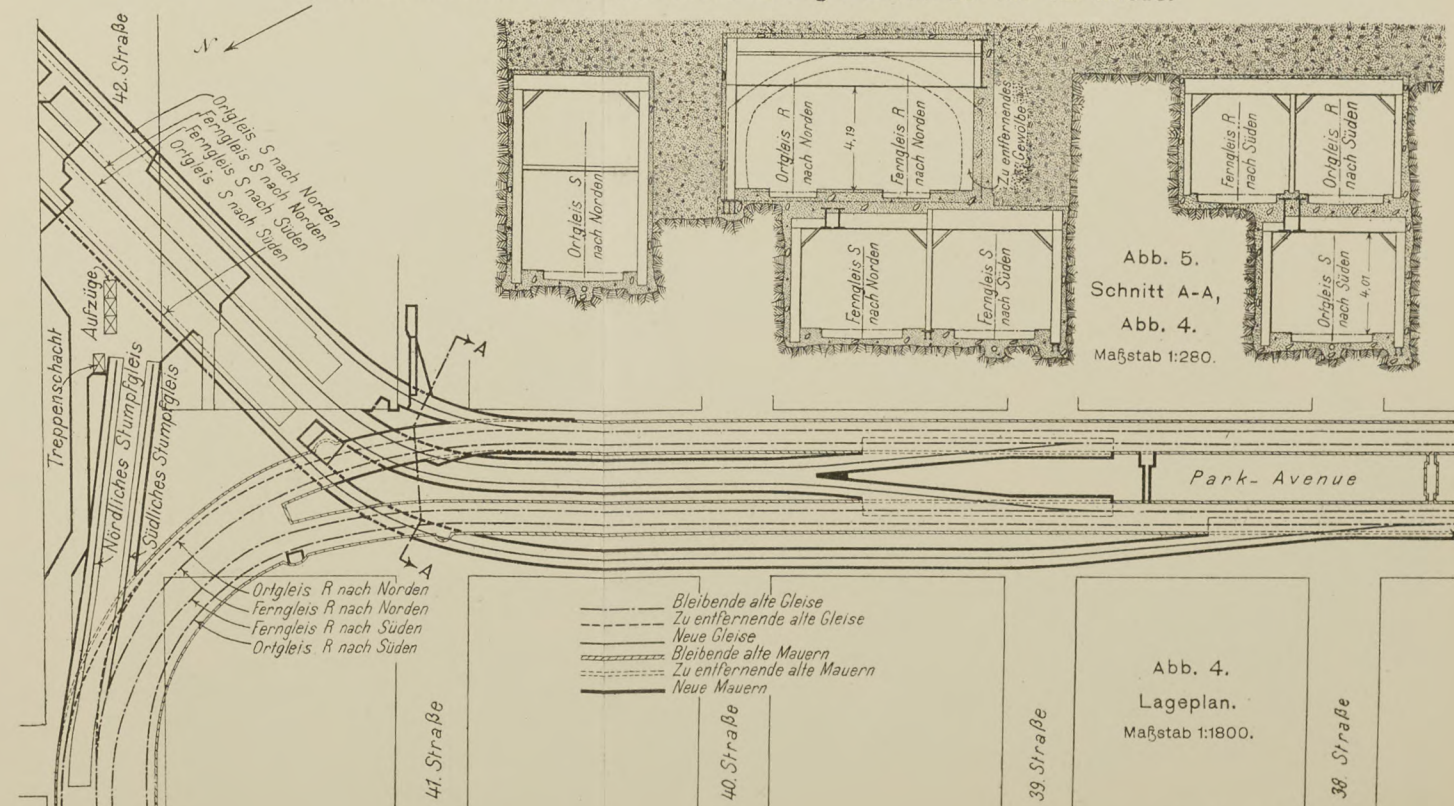 42. Straße
N
Ortgleis S nach Norden
Ferngleis S nach Norden
Ferngleis S nach Süden
Ortgleis S nach Süden
Aufzüge
Treppenschacht
Nördliches Stumpfgleis
Südliches Stumpfgleis
Ortgleis S
nach Norden
Ortgleis R
nach Norden
4,19
Ferngleis R
nach Norden
Zu entfernendes
Gewölbe
Ferngleis S
nach Norden
Ferngleis S
nach Süden
Ferngleis R
nach Süden
Ortgleis R
nach Süden
Ortgleis S
nach Süden
4,01
Abb. 5.
Schnitt A-A,
Abb. 4.
Maßstab 1:280.
A
A
Park- Avenue
Ortgleis R nach Norden
Ferngleis R nach Norden
Ferngleis R nach Süden
Ortgleis R nach Süden
Bleibende alte Gleise
Zu entfernende alte Gleise
Neue Gleise
Bleibende alte Mauern
Zu entfernende alte Mauern
Neue Mauern
Abb. 4.
Lageplan.
Maßstab 1:1800.
41. Straße
40. Straße
39. Straße
38. Straße